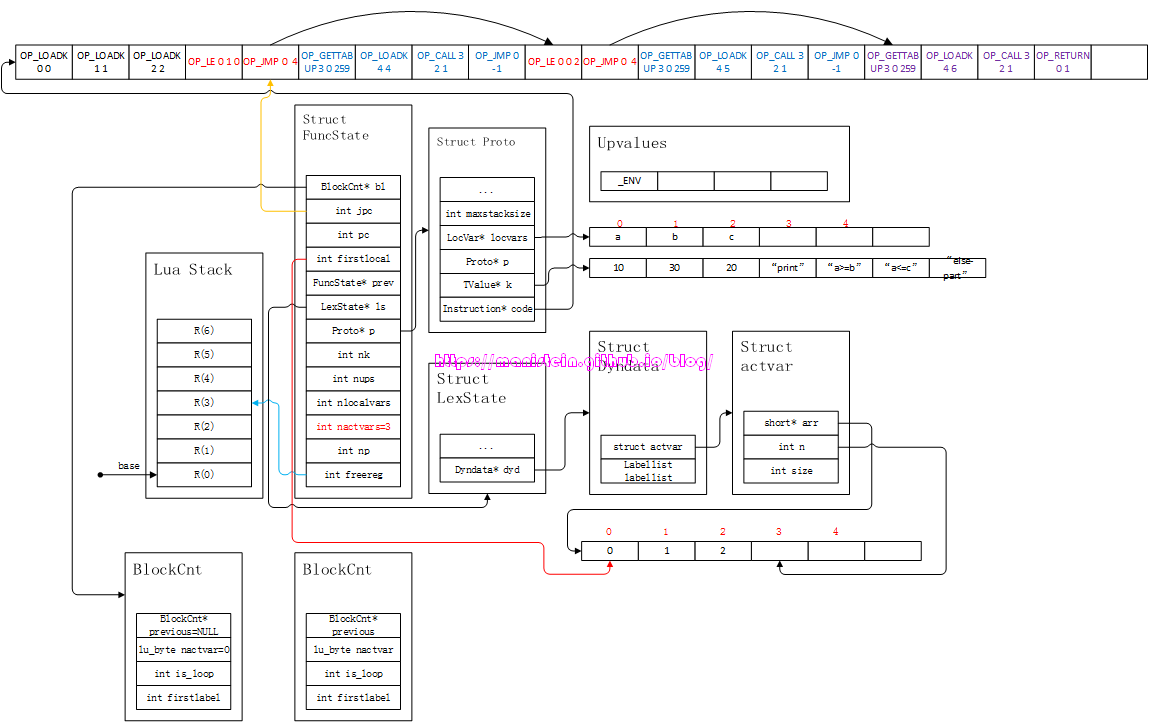 OP_LOADK
0 0
OP_LOADK
1 1
OP_LOADK
2 2
OP_LE 0 1 0
OP_JMP 0 4
OP_GETTAB
UP 3 0 259
OP_LOADK
4 4
OP_CALL 3
2 1
OP_JMP 0
-1
OP_LE 0 0 2
OP_JMP 0 4
OP_GETTAB
UP 3 0 259
OP_LOADK
4 5
OP_CALL 3
2 1
OP_JMP 0
-1
OP_GETTAB
UP 3 0 259
OP_LOADK
4 6
OP_CALL 3
2 1
OP_RETURN
0 1
Struct
FuncState
BlockCnt* bl
int jpc
int pc
int firstlocal
FuncState* prev
LexState* ls
Proto* p
int nk
int nups
int nlocalvars
int nactvars=3
int np
int freereg
Struct Proto
...
int maxstacksize
LocVar* locvars
Proto* p
TValue* k
Instruction* code
Upvalues
_ENV
0 1 2 3 4
a b c
10 30 20 “print” “a>=b” “a<=c” “else-
part”
Lua Stack
R(6)
R(5)
R(4)
R(3)
R(2)
R(1)
R(0)
base
https://manistein.github.io/blog/
Struct
LexState
...
Dyndata* dyd
Struct
Dyndata
struct actvar
Labellist
labellist
Struct
actvar
short* arr
int n
int size
0 1 2 3 4
0 1 2
BlockCnt
BlockCnt*
previous=NULL
lu_byte nactvar=0
int is_loop
int firstlabel
BlockCnt
BlockCnt*
previous
lu_byte nactvar
int is_loop
int firstlabel